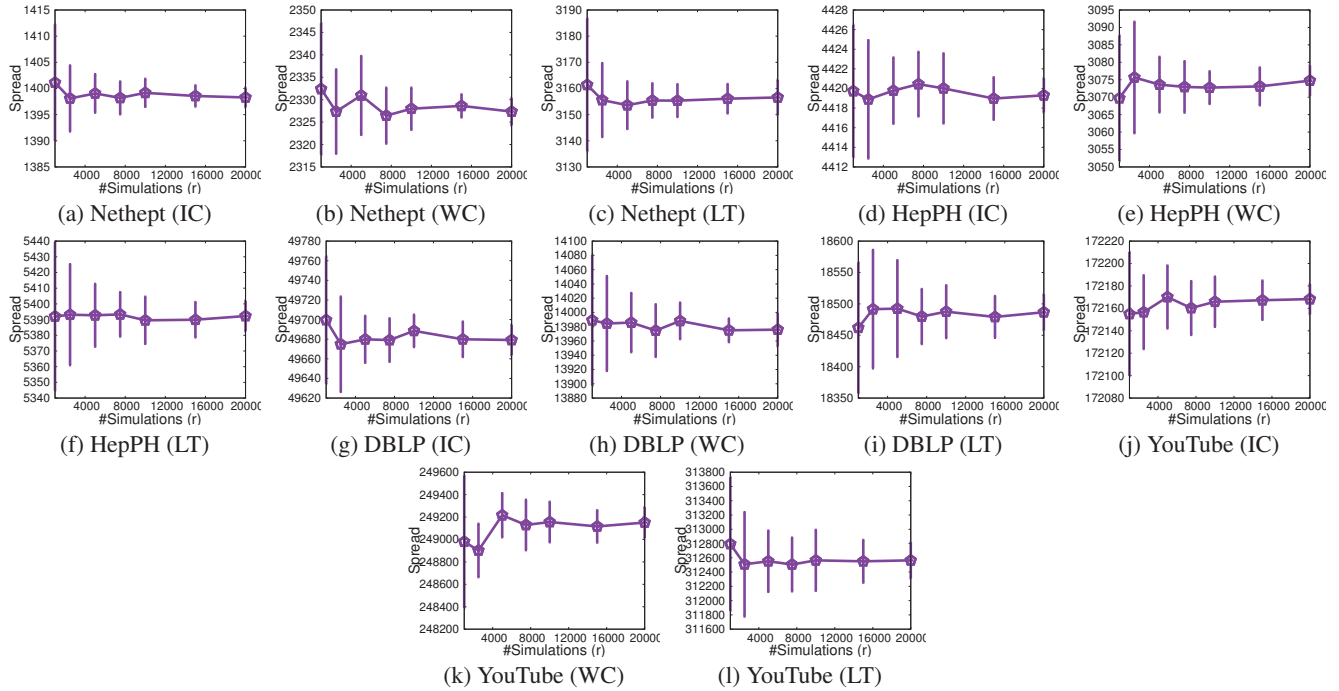 1415
1410
1405
1400
1395
1390
1385
Spread
4000 8000 12000 16000 20000
#Simulations (r)
(a) Nethept (IC)
2350
2345
2340
2335
2330
2325
2320
2315
Spread
4000 8000 12000 16000 20000
#Simulations (r)
(b) Nethept (WC)
3190
3180
3170
3160
3150
3140
3130
Spread
4000 8000 12000 16000 20000
#Simulations (r)
(c) Nethept (LT)
4428
4426
4424
4422
4420
4418
4416
4414
4412
Spread
4000 8000 12000 16000 20000
#Simulations (r)
(d) HepPH (IC)
3095
3090
3085
3080
3075
3070
3065
3060
3055
3050
Spread
4000 8000 12000 16000 20000
#Simulations (r)
(e) HepPH (WC)
5440
5430
5420
5410
5400
5390
5380
5370
5360
5350
5340
Spread
4000 8000 12000 16000 20000
#Simulations (r)
(f) HepPH (LT)
49780
49760
49740
49720
49700
49680
49660
49640
49620
Spread
4000 8000 12000 16000 20000
#Simulations (r)
(g) DBLP (IC)
14100
14080
14060
14040
14020
14000
13980
13960
13940
13920
13900
13880
Spread
4000 8000 12000 16000 20000
#Simulations (r)
(h) DBLP (WC)
18600
18550
18500
18450
18400
18350
Spread
4000 8000 12000 16000 20000
#Simulations (r)
(i) DBLP (LT)
172220
172200
172180
172160
172140
172120
172100
172080
Spread
4000 8000 12000 16000 20000
#Simulations (r)
(j) YouTube (IC)
249600
249400
249200
249000
248800
248600
248400
248200
Spread
4000 8000 12000 16000 20000
#Simulations (r)
(k) YouTube (WC)
313800
313600
313400
313200
313000
312800
312600
312400
312200
312000
311800
311600
Spread
4000 8000 12000 16000 20000
#Simulations (r)
(l) YouTube (LT)